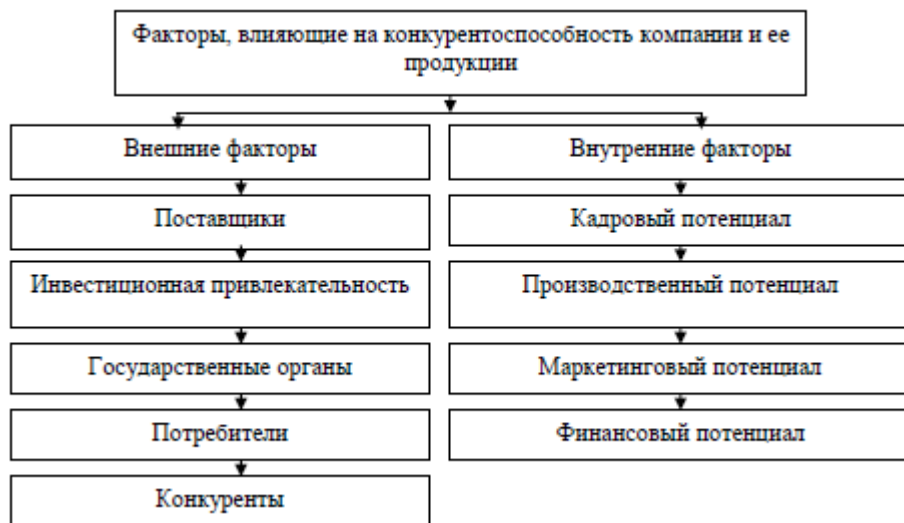 Факторы, влияющие на конкурентоспособность компании и ее
продукции
Внешние факторы
Внутренние факторы
Поставщики
Кадровый потенциал
Инвестиционная привлекательность
Производственный потенциал
Государственные органы
Маркетинговый потенциал
Потребители
Финансовый потенциал
Конкуренты